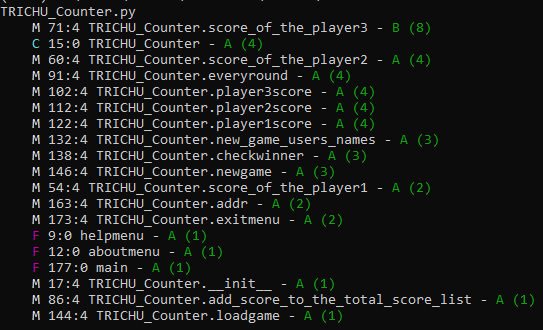 TRICHU_Counter.py
M 71:4 TRICHU_Counter.score_of_the_player3 - B (8)
C 15:0 TRICHU_Counter - A (4)
M 60:4 TRICHU_Counter.score_of_the_player2 - A (4)
M 91:4 TRICHU_Counter.everyround - A (4)
M 102:4 TRICHU_Counter.player3score - A (4)
M 112:4 TRICHU_Counter.player2score - A (4)
M 122:4 TRICHU_Counter.player1score - A (4)
M 132:4 TRICHU_Counter.new_game_users_names - A (3)
M 138:4 TRICHU_Counter.checkwinner - A (3)
M 146:4 TRICHU_Counter.newgame - A (3)
M 54:4 TRICHU_Counter.score_of_the_player1 - A (2)
M 163:4 TRICHU_Counter.addr - A (2)
M 173:4 TRICHU_Counter.exitmenu - A (2)
F 9:0 helpmenu - A (1)
F 12:0 aboutmenu - A (1)
F 177:0 main - A (1)
M 17:4 TRICHU_Counter.__init__ - A (1)
M 86:4 TRICHU_Counter.add_score_to_the_total_score_list - A (1)
M 144:4 TRICHU_Counter.loadgame - A (1)